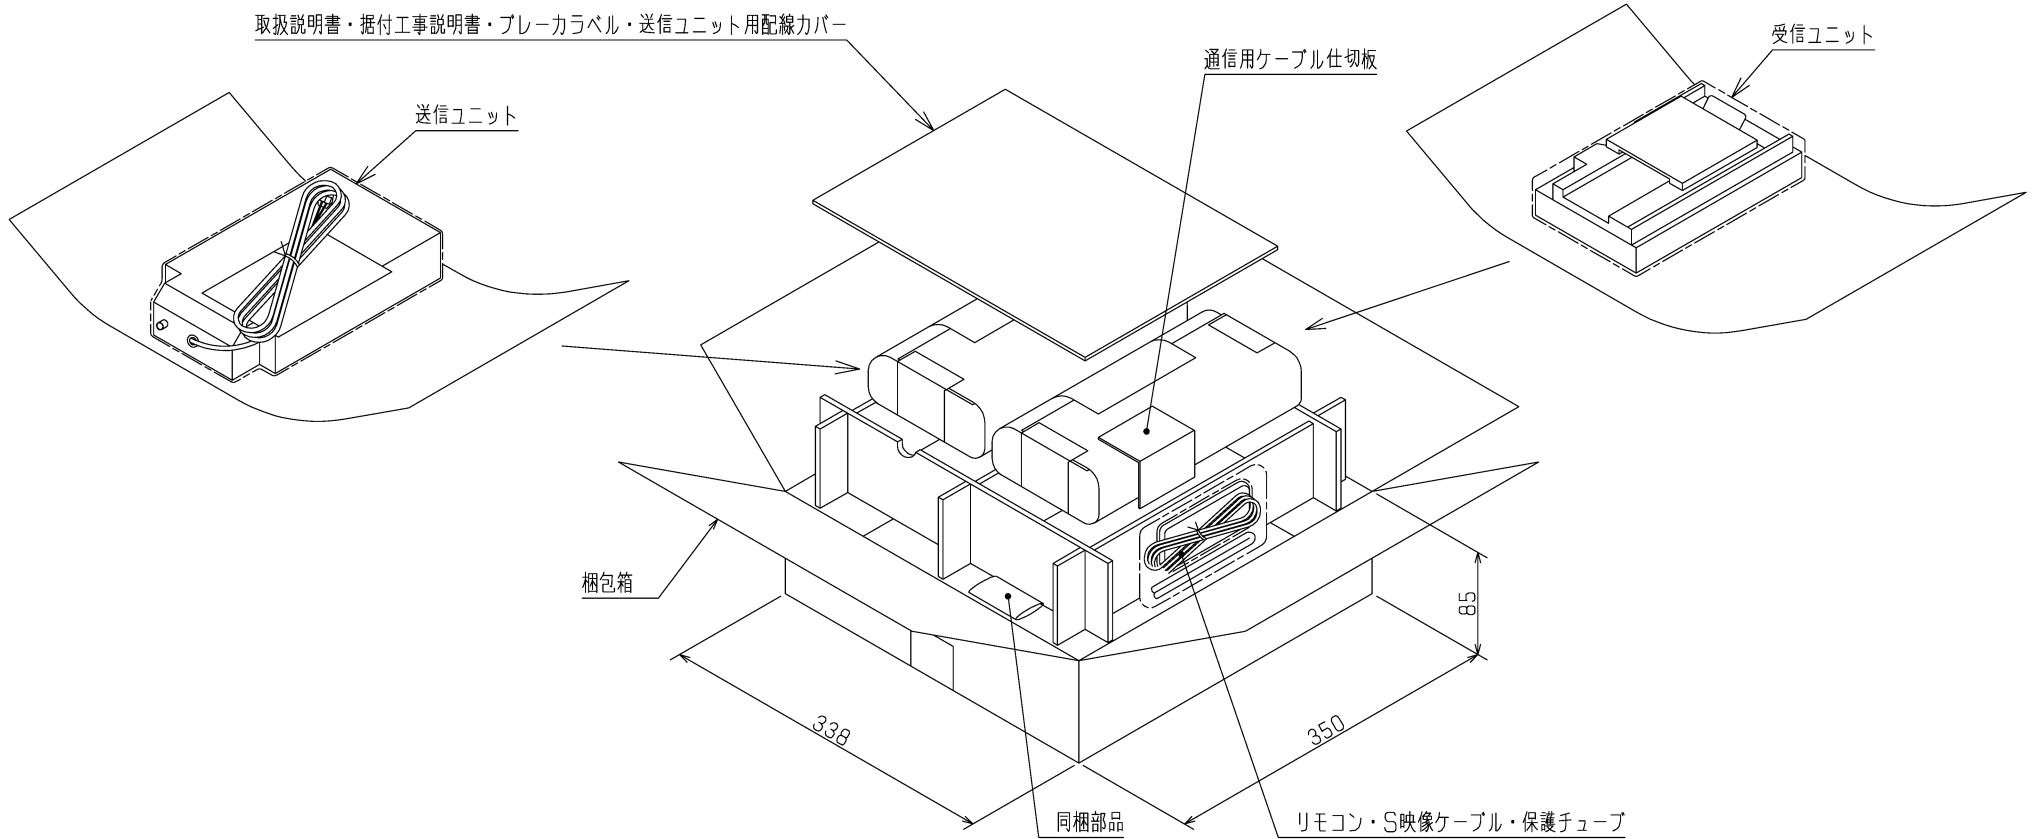 取扱説明書・据付工事説明書・ブレーカラベル・送信ユニット用配線カバー
受信ユニット
通信用ケーブル仕切板
送信ユニット
梱包箱
85
338
350
同梱部品
リモコン・S映像ケーブル・保護チューブ